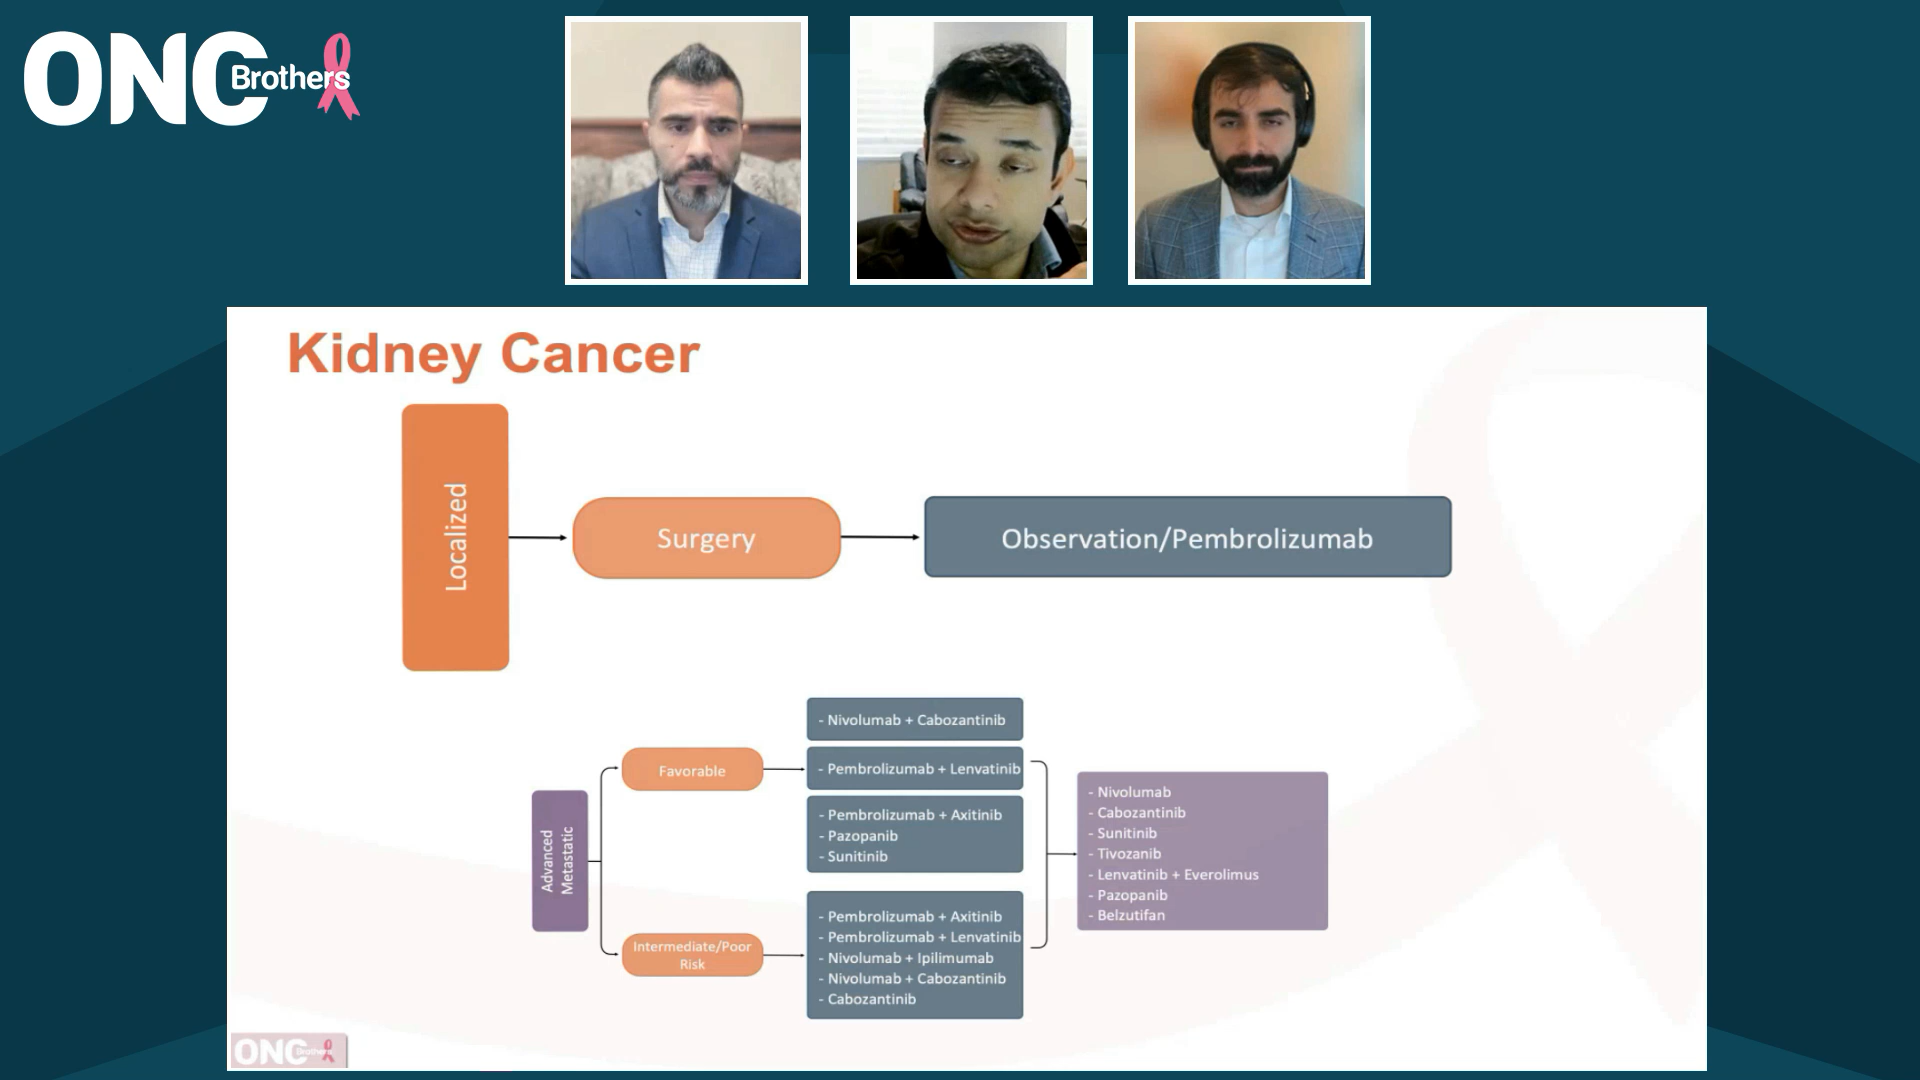 ONC
Brothers
Kidney Cancer
Localized
Surgery
Observation/Pembrolizumab
Advanced
Metastatic
Favorable
- Nivolumab + Cabozantinib
- Pembrolizumab + Lenvatinib
- Pembrolizumab + Axitinib
- Pazopanib
- Sunitinib
Intermediate/Poor
Risk
- Pembrolizumab + Axitinib
- Pembrolizumab + Lenvatinib
- Nivolumab + Ipilimumab
- Nivolumab + Cabozantinib
- Cabozantinib
- Nivolumab
- Cabozantinib
- Sunitinib
- Tivozanib
- Lenvatinib + Everolimus
- Pazopanib
- Belzutifan
ONC
Brothers